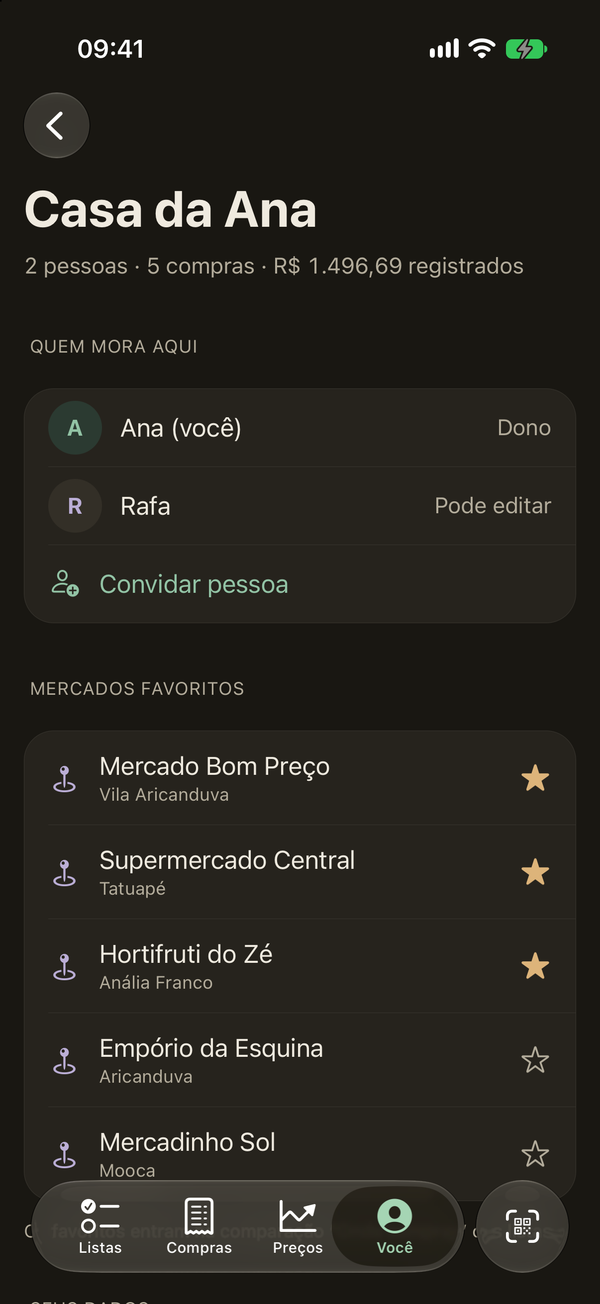 09:41
Casa da Ana
2 pessoas · 5 compras · R$ 1.496,69 registrados
QUEM MORA AQUI
A
Ana (você)
Dono
R
Rafa
Pode editar
Convidar pessoa
MERCADOS FAVORITOS
Mercado Bom Preço
Vila Aricanduva
Supermercado Central
Tatuapé
Hortifruti do Zé
Anália Franco
Empório da Esquina
Aricanduva
Mercadinho Sol
Mooca
Listas
Compras
Preços
Você
SEUS DADOS